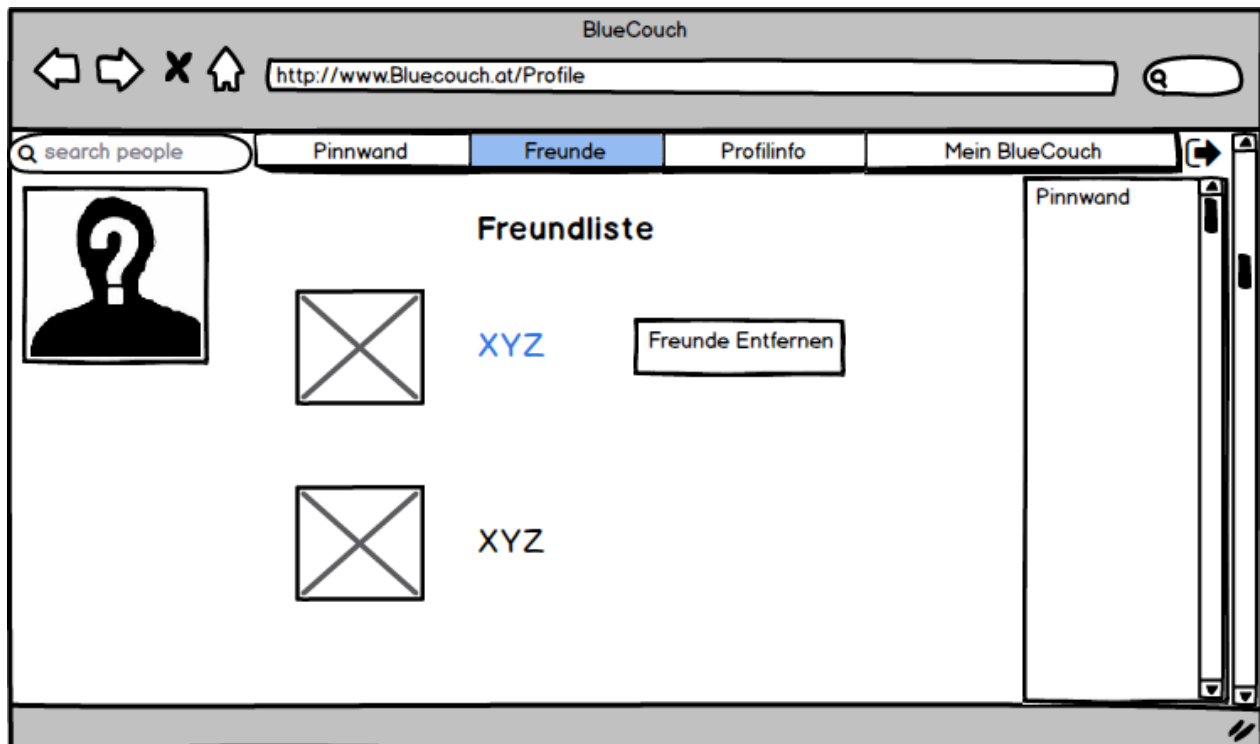 BlueCouch
http://www.Bluecouch.at/Profile
search people
Pinnwand
Freunde
Profilinfo
Mein BlueCouch
Pinnwand
Freundliste
XYZ
Freunde Entfernen
XYZ